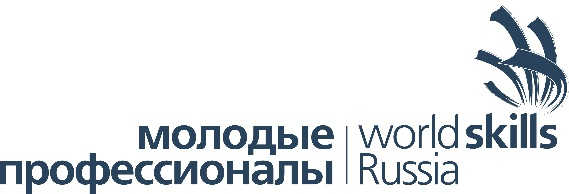 молодые
профессионалы
worldskills
Russia